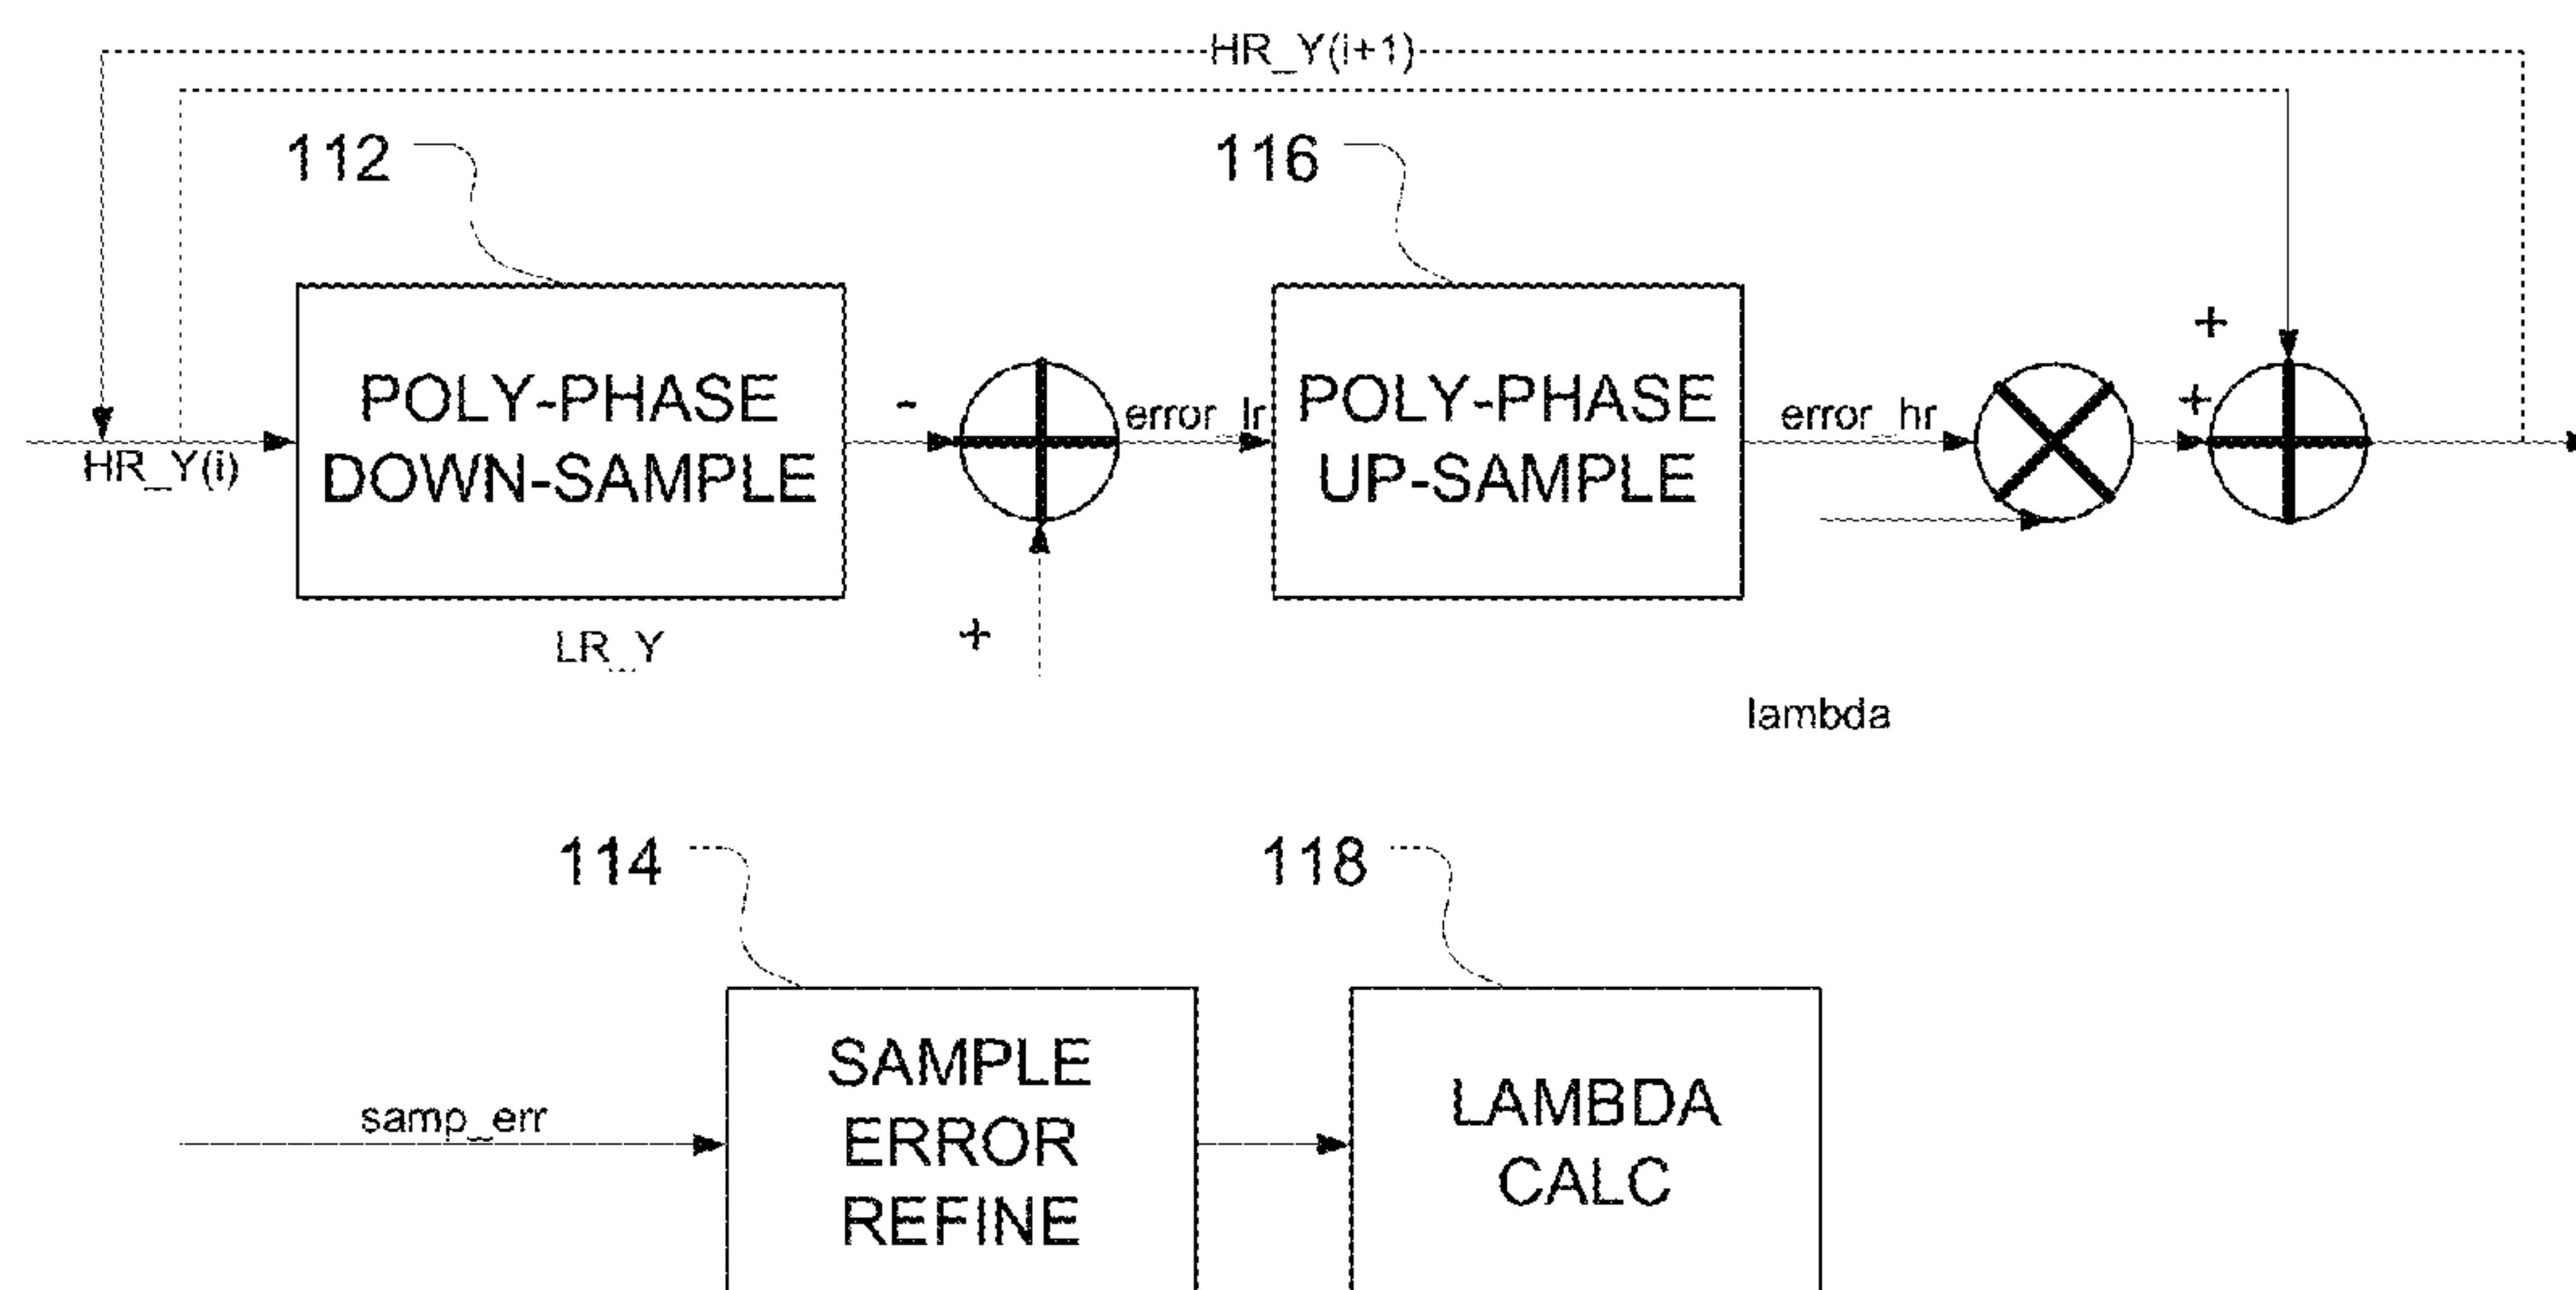 HR_Y(i+1)
112
116
POLY-PHASE
DOWN-SAMPLE
HR_Y(i)
-
+
LR_Y
error_lr
POLY-PHASE
UP-SAMPLE
error_hr
+
+
lambda
114
118
samp_err
SAMPLE
ERROR
REFINE
LAMBDA
CALC